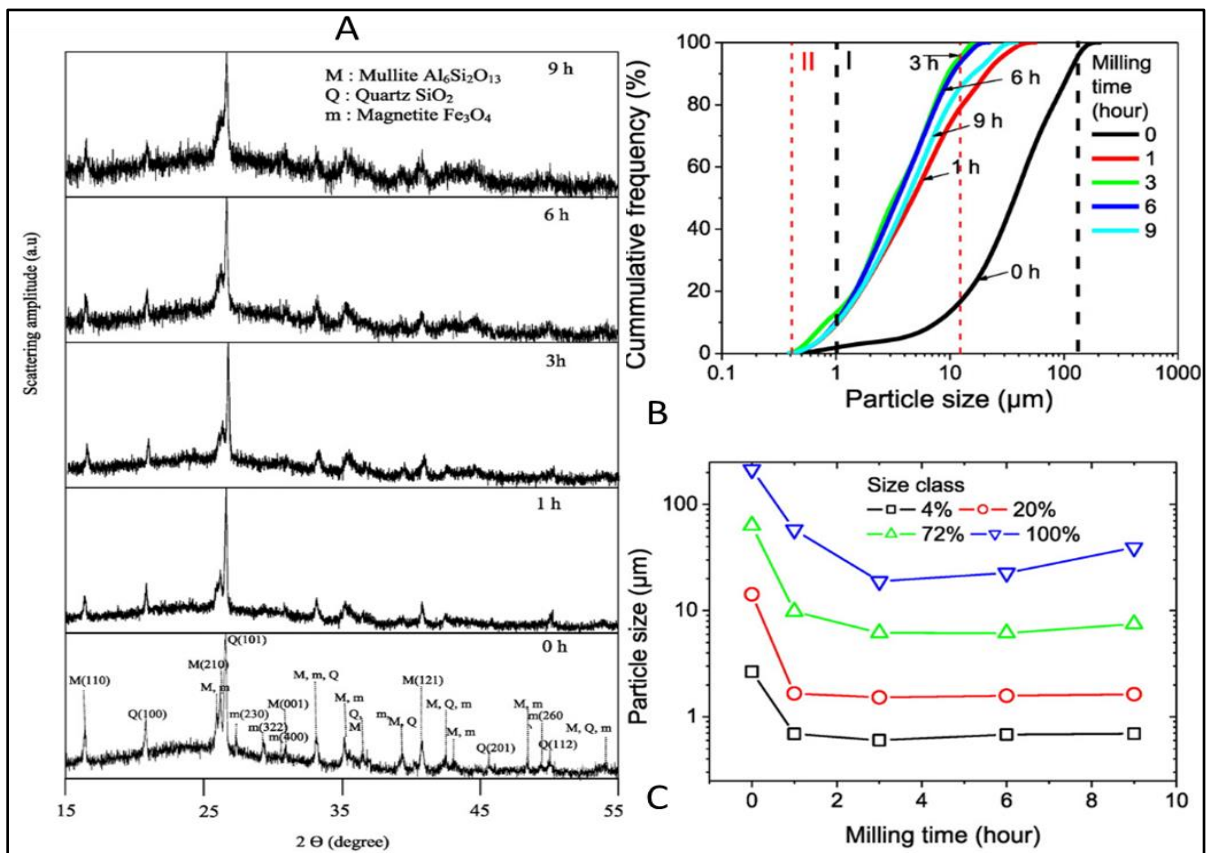 A
9 h
M : Mullite Al₆Si₂O₁₃
Q : Quartz SiO₂
m : Magnetite Fe₃O₄
6 h
3h
1 h
0 h
Q(101)
M(110)
M(210)
M, m
Q(100)
m(230)
m(322)
M(001)
m(400)
M, m, Q
M, m
Q
M
m,
M, Q
M(121)
M, Q, m
M, m
Q(201)
M, m
m(260)
Q(112)
M, Q, m
15 25 35 45 55
2 Θ (degree)
Scattering amplitude (a.u)
II I
3 h
6 h
9 h
1 h
0 h
Milling
time
(hour)
0
1
3
6
9
100
80
60
40
20
0
0.1 1 10 100 1000
Cummulative frequency (%)
Particle size (µm)
B
Size class
4% 20%
72% 100%
100
10
1
0 2 4 6 8 10
Particle size (µm)
Milling time (hour)
C